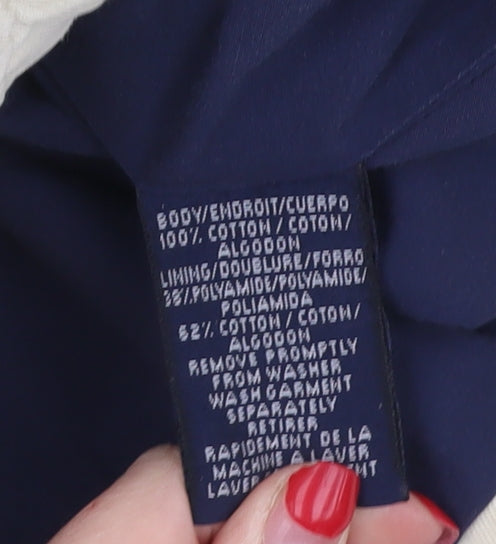 BODY/ENDROIT/CUERPO
100% COTTON / COTON/
ALGODON
LINING/DOUBLURE/FORRO
38%POLYAMIDE/POLYAMIDE/
POLIAMIDA
62% COTTON / COTON/
ALGODON
REMOVE PROMPTLY
FROM WASHER
WASH GARMENT
SEPARATELY
RETIRER
RAPIDEMENT DE LA
MACHINE A LAVER
LAVER